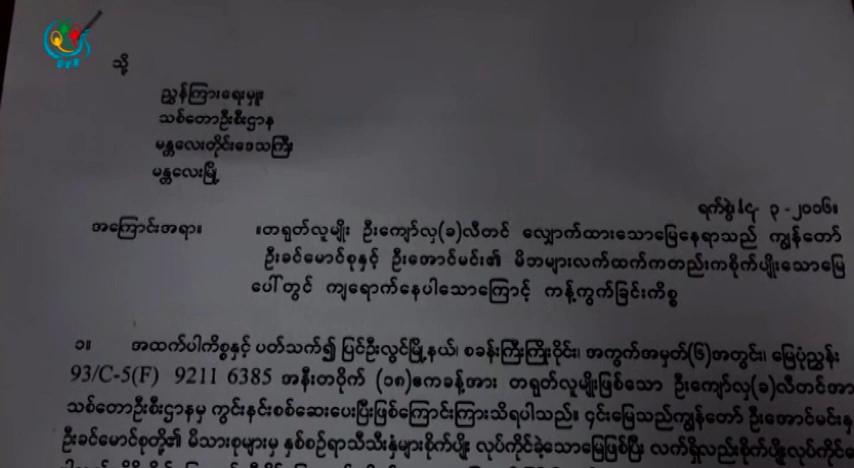 သို့
ညွှန်ကြားရေးမှူး
သစ်တောဦးစီးဌာန
မန္တလေးတိုင်းဒေသကြီး
မန္တလေးမြို့
ရက်စွဲ၊ ၁၄- ၃ -၂၀၁၆။
အကြောင်းအရာ။ ။တရုတ်လူမျိုး ဦးကျော်လှ(ခ)လီတင် လျှောက်ထားသောမြေနေရာသည် ကျွန်တော်
ဦးခင်မောင်စုနှင့် ဦးအောင်မင်း၏ မိဘများလက်ထက်ကတည်းကစိုက်ပျိုးသောမြေ
ပေါ်တွင် ကျရောက်နေပါသောကြောင့် ကန့်ကွက်ခြင်းကိစ္စ
၁။ အထက်ပါကိစ္စနှင့် ပတ်သက်၍ ပြင်ဦးလွင်မြို့နယ်၊ စခန်းကြီးကြိုးဝိုင်း၊ အကွက်အမှတ်(၆)အတွင်း၊ မြေပုံညွှန်း
93/C-5(F) 9211 6385 အနီးတဝိုက် (၁၈)ဧကခန့်အား တရုတ်လူမျိုးဖြစ်သော ဦးကျော်လှ(ခ)လီတင်အား
သစ်တောဦးစီးဌာနမှ ကွင်းနင်းစစ်ဆေးပေးပြီးဖြစ်ကြောင်းကြားသိရပါသည်။ ၎င်းမြေသည်ကျွန်တော် ဦးအောင်မင်းနှ
ဦးခင်မောင်စုတို့၏ မိသားစုများမှ နှစ်စဉ်ရာသီသီးနှံများစိုက်ပျိုး လုပ်ကိုင်ခဲ့သောမြေဖြစ်ပြီး လက်ရှိလည်းစိုက်ပျိုးလုပ်ကိုင်